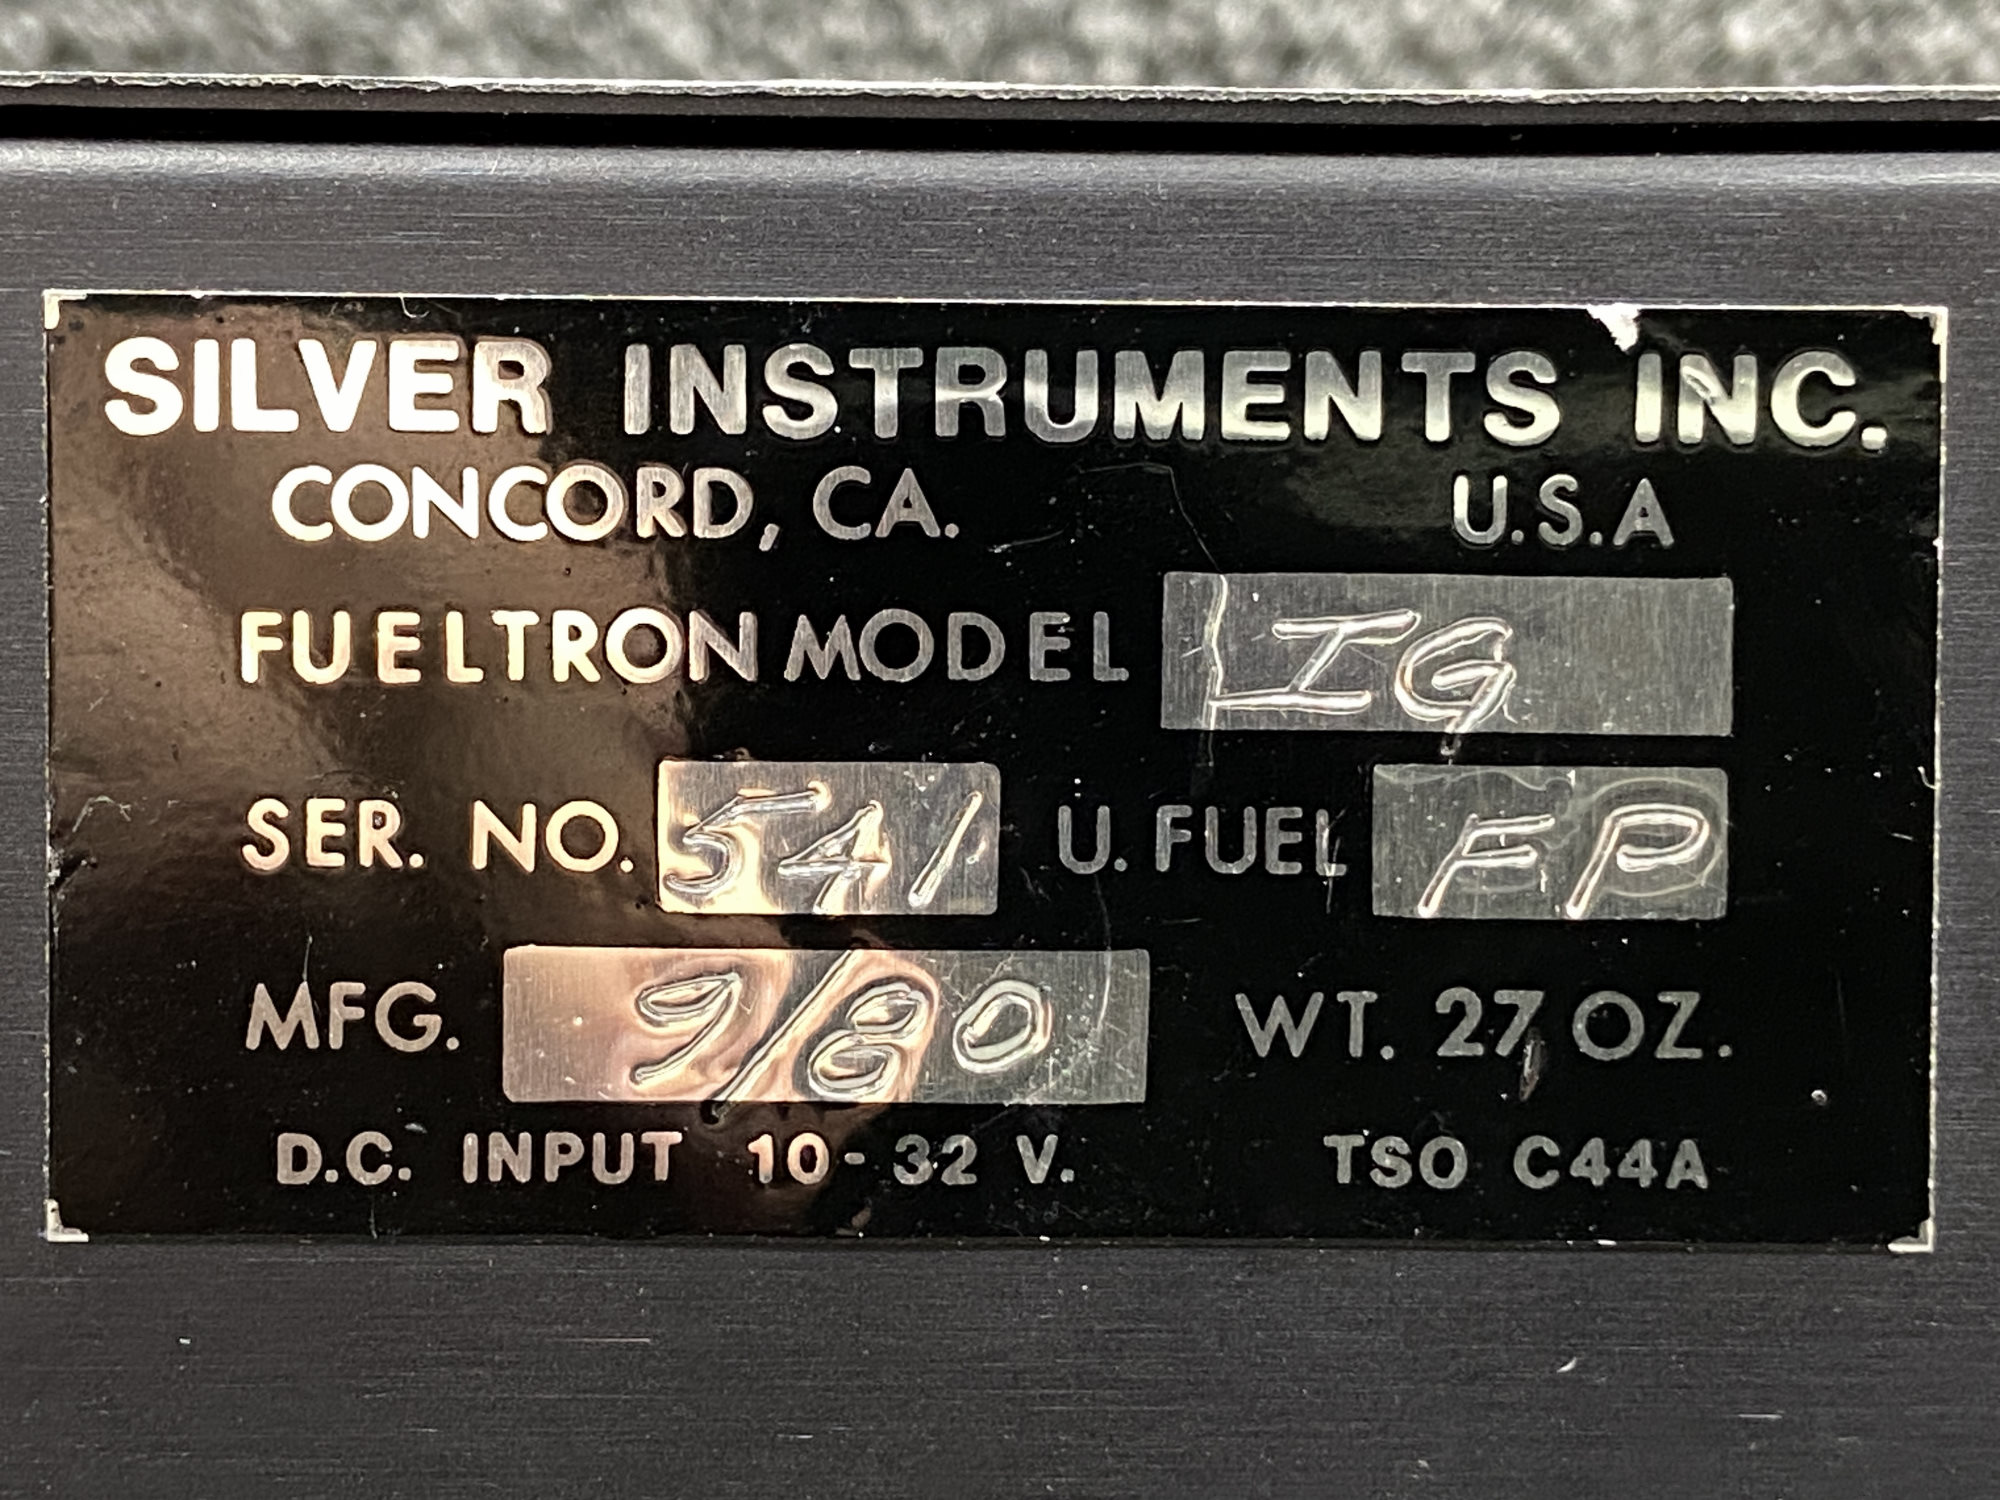 SILVER INSTRUMENTS INC.
CONCORD, CA. U.S.A
FUELTRON MODEL IG
SER. NO. 541 U. FUEL FP
MFG. 9/80 WT. 27 OZ.
D.C. INPUT 10-32 V. TSO C44A